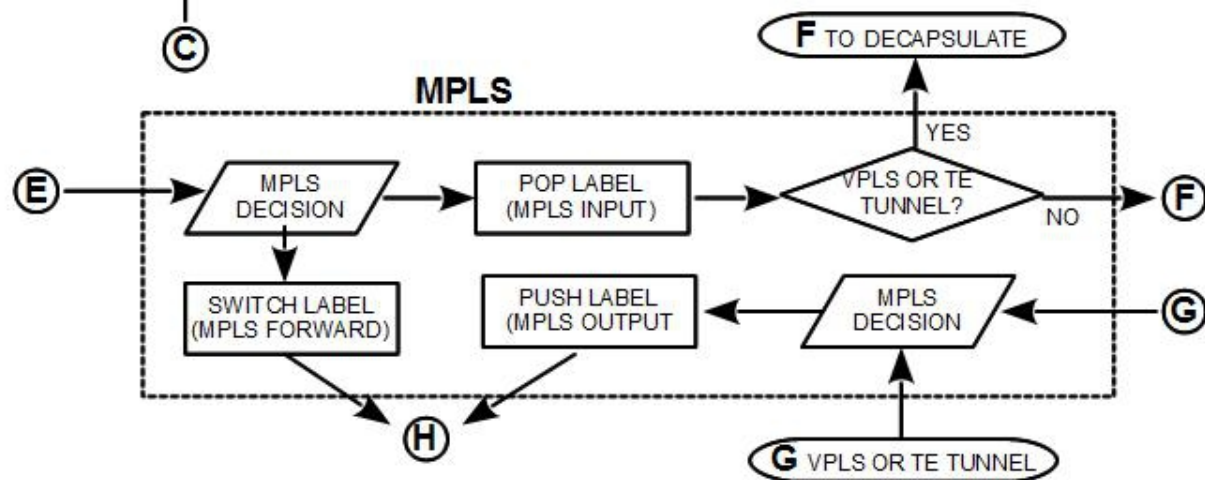 C
F TO DECAPSULATE
MPLS
YES
E
MPLS
DECISION
POP LABEL
(MPLS INPUT)
VPLS OR TE
TUNNEL?
NO
F
SWITCH LABEL
(MPLS FORWARD)
PUSH LABEL
(MPLS OUTPUT
MPLS
DECISION
G
H
G VPLS OR TE TUNNEL